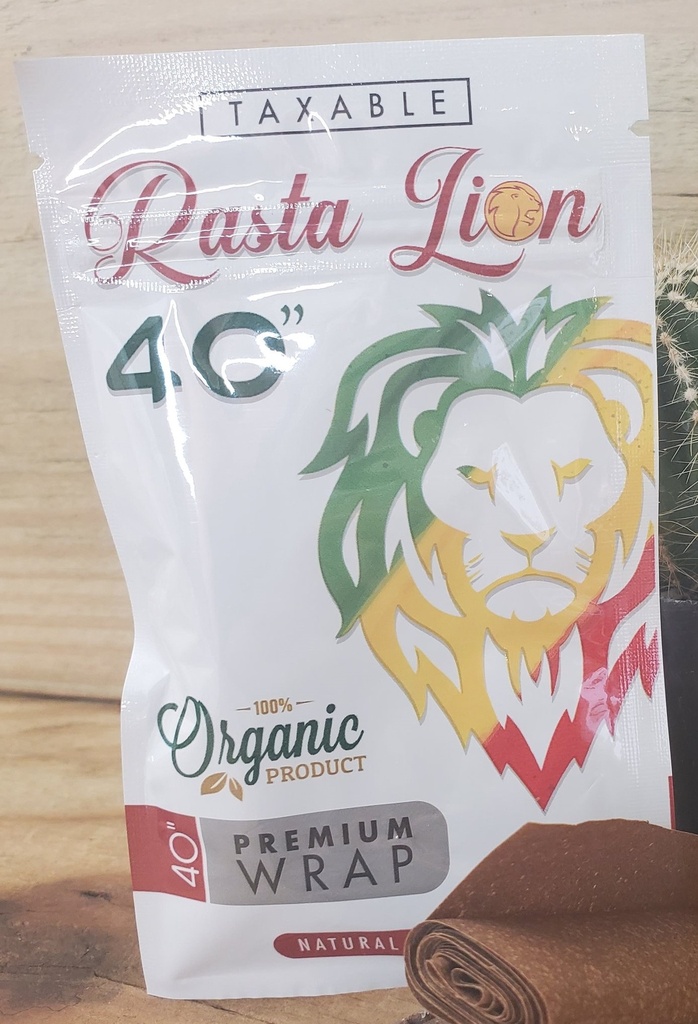 TAXABLE
Rasta Lion
40”
100%
Organic
PRODUCT
40"
PREMIUM
WRAP
NATURAL